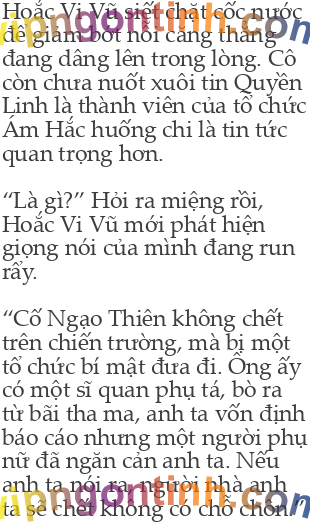 Hoắc Vi Vũ siết chặt cốc nước
để giảm bớt nỗi căng thẳng
đang dâng lên trong lòng. Cô
còn chưa nuốt xuôi tin Quyền
Linh là thành viên của tổ chức
Ám Hắc huống chi là tin tức
quan trọng hơn.
“Là gì?” Hỏi ra miệng rồi,
Hoắc Vi Vũ mới phát hiện
giọng nói của mình đang run
rẩy.
“Cố Ngạo Thiên không chết
trên chiến trường, mà bị một
tổ chức bí mật đưa đi. Ông ấy
có một sĩ quan phụ tá, bò ra
từ bãi tha ma, anh ta vốn định
báo cáo nhưng một người phụ
nữ đã ngăn cản anh ta. Nếu
anh ta nói ra, người nhà anh
ta sẽ chết không có chỗ chôn.”
vipngontinh.com
vipngontinh.com